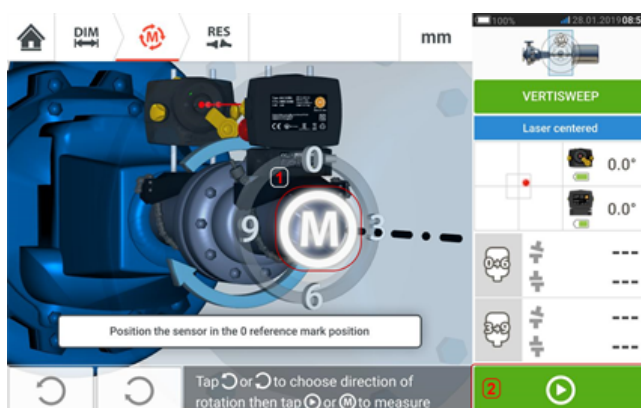 DIM
M
RES
mm
100%
28.01.2019 08:5
VERTISWEEP
Laser centered
0.0°
0.0°
0
1
9
M
3
6
Position the sensor in the 0 reference mark position
0◂6
---
---
3◂9
---
---
Tap or to choose direction of
rotation then tap or M to measure
2